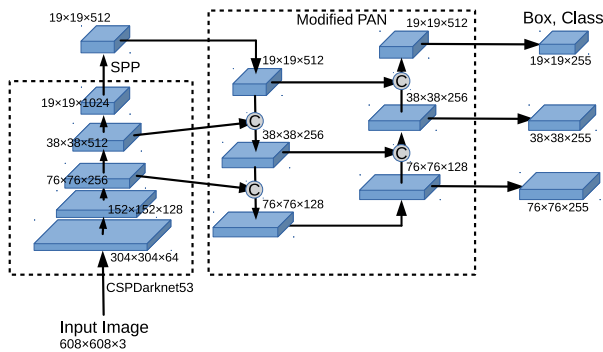 19×19×512
SPP
19×19×1024
38×38×512
76×76×256
152×152×128
304×304×64
CSPDarknet53
Input Image
608×608×3
Modified PAN
19×19×512
C
38×38×256
C
76×76×128
19×19×512
C
38×38×256
C
76×76×128
Box, Class
19×19×255
38×38×255
76×76×255